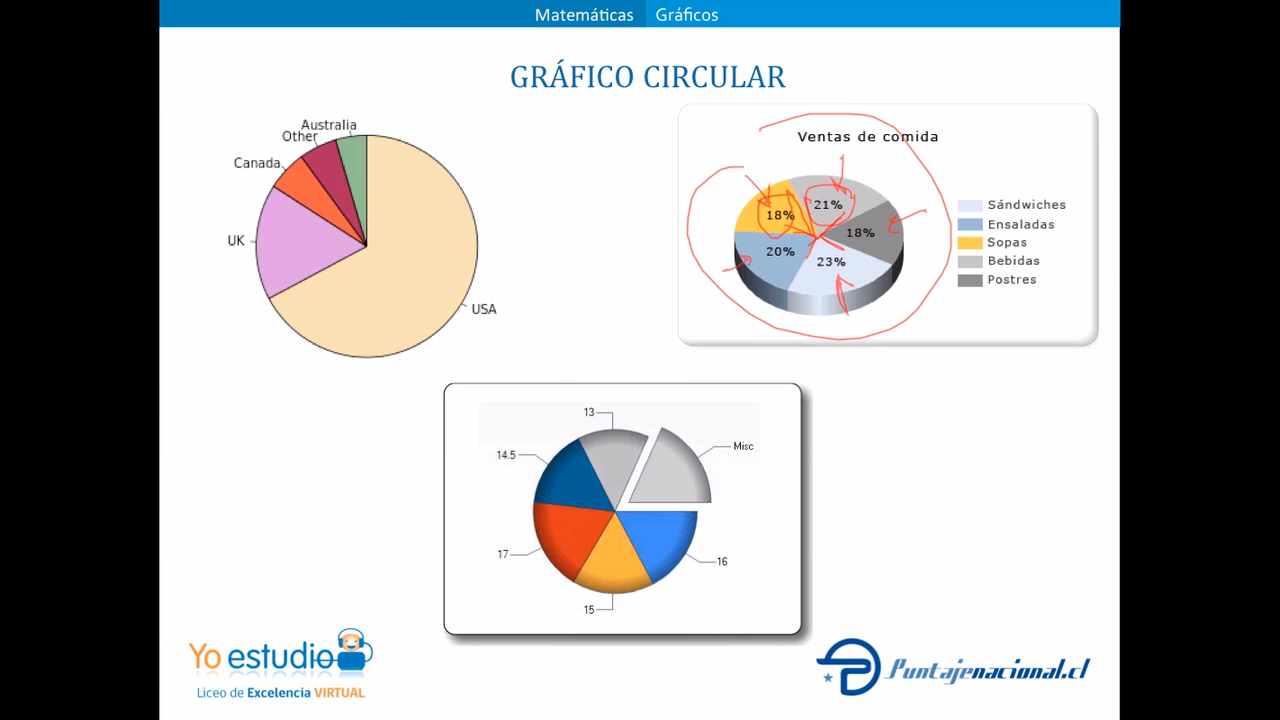 Matemáticas Gráficos
GRÁFICO CIRCULAR
Australia
Other
Canada
UK
USA
Ventas de comida
18%
21%
18%
20%
23%
Sándwiches
Ensaladas
Sopas
Bebidas
Postres
13
Misc
14.5
17
16
15
Yo estudio
Liceo de Excelencia VIRTUAL
Puntajenacional.cl